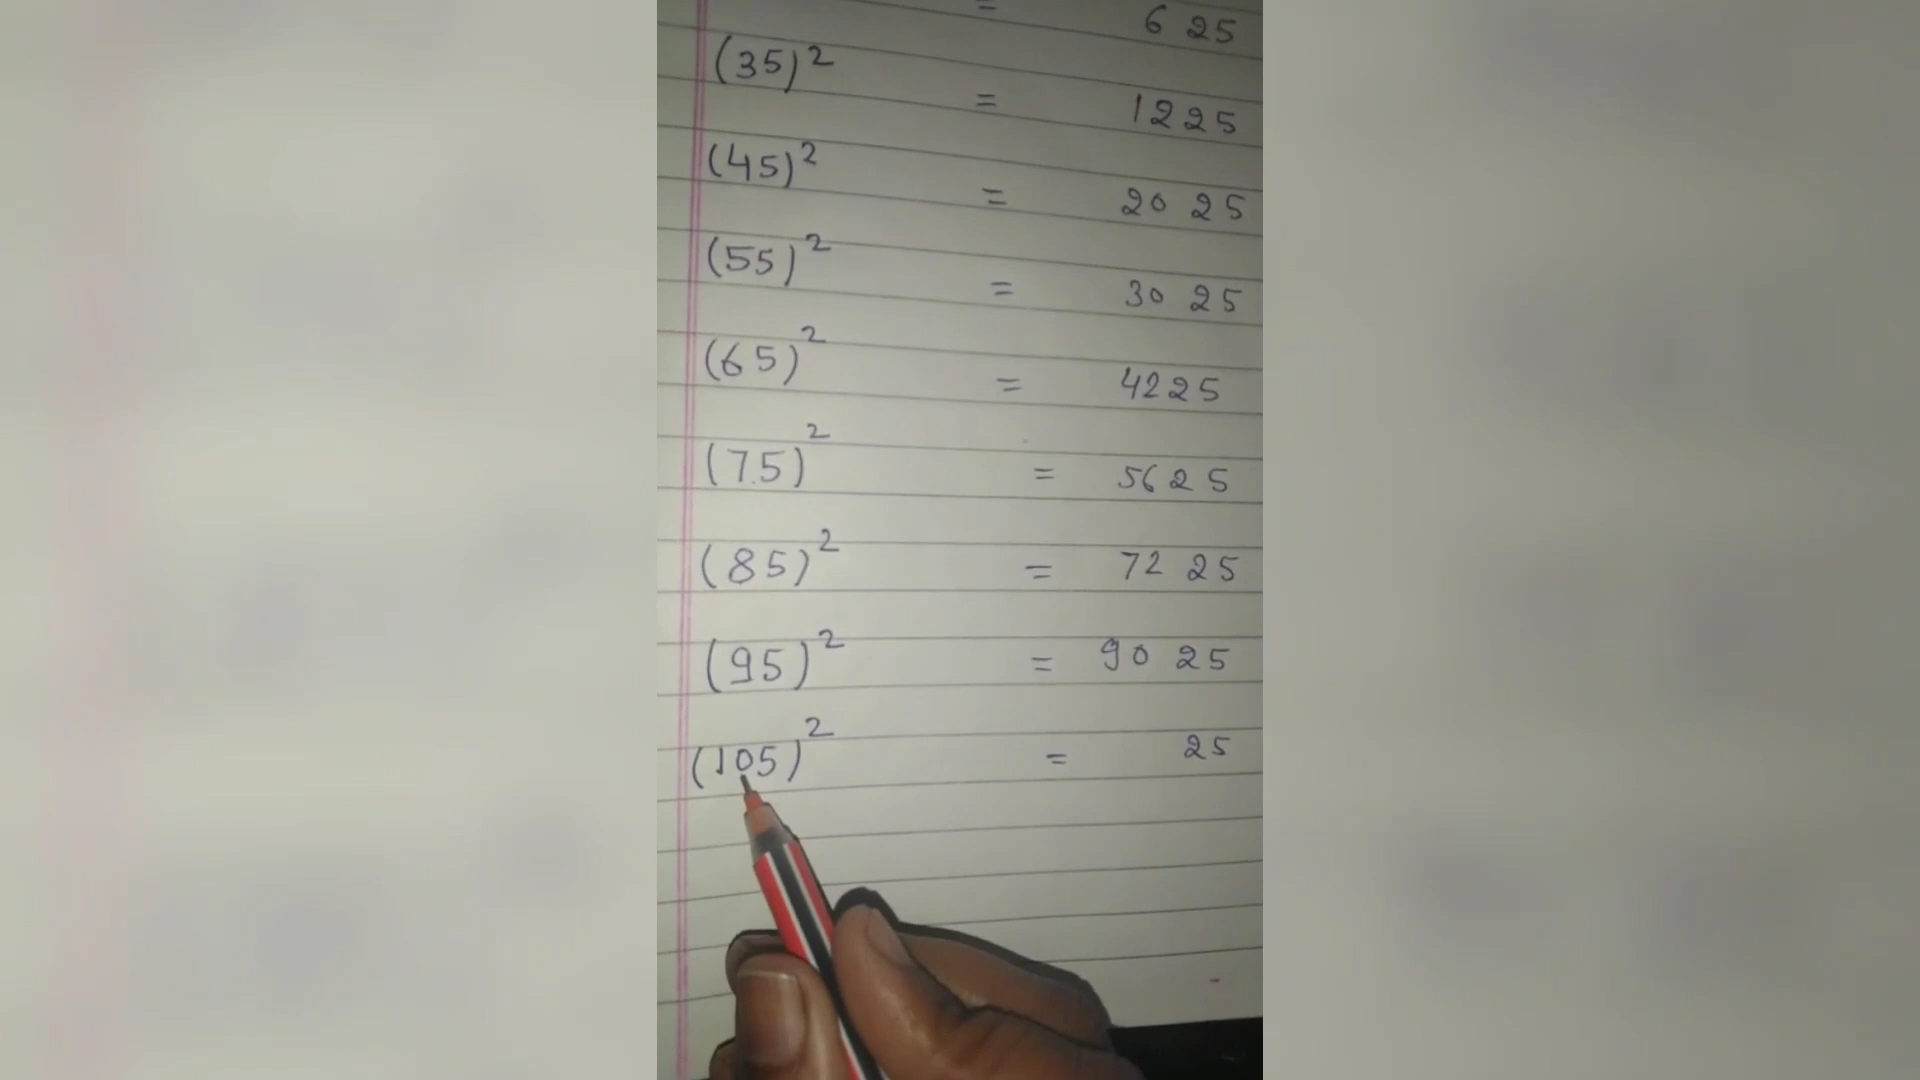 = 625
(35)² = 1225
(45)² = 2025
(55)² = 3025
(65)² = 4225
(75)² = 5625
(85)² = 7225
(95)² = 9025
(105)² = 25